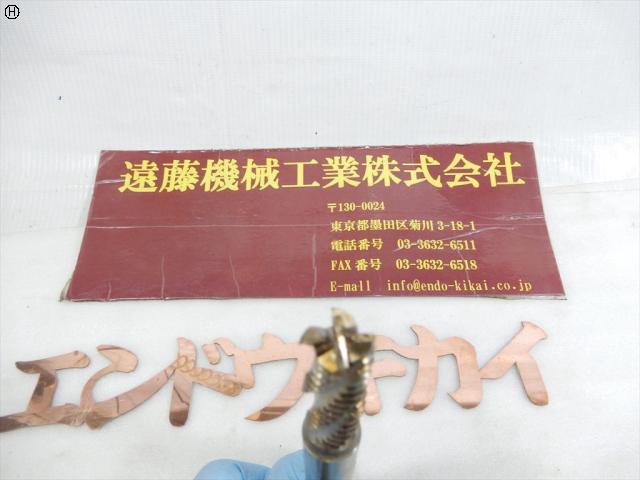 H
遠藤機械工業株式会社
〒130-0024
東京都墨田区菊川 3-18-1
電話番号 03-3632-6511
FAX 番号 03-3632-6518
E-mall info@endo-kikai.co.jp
エンドウキカイ